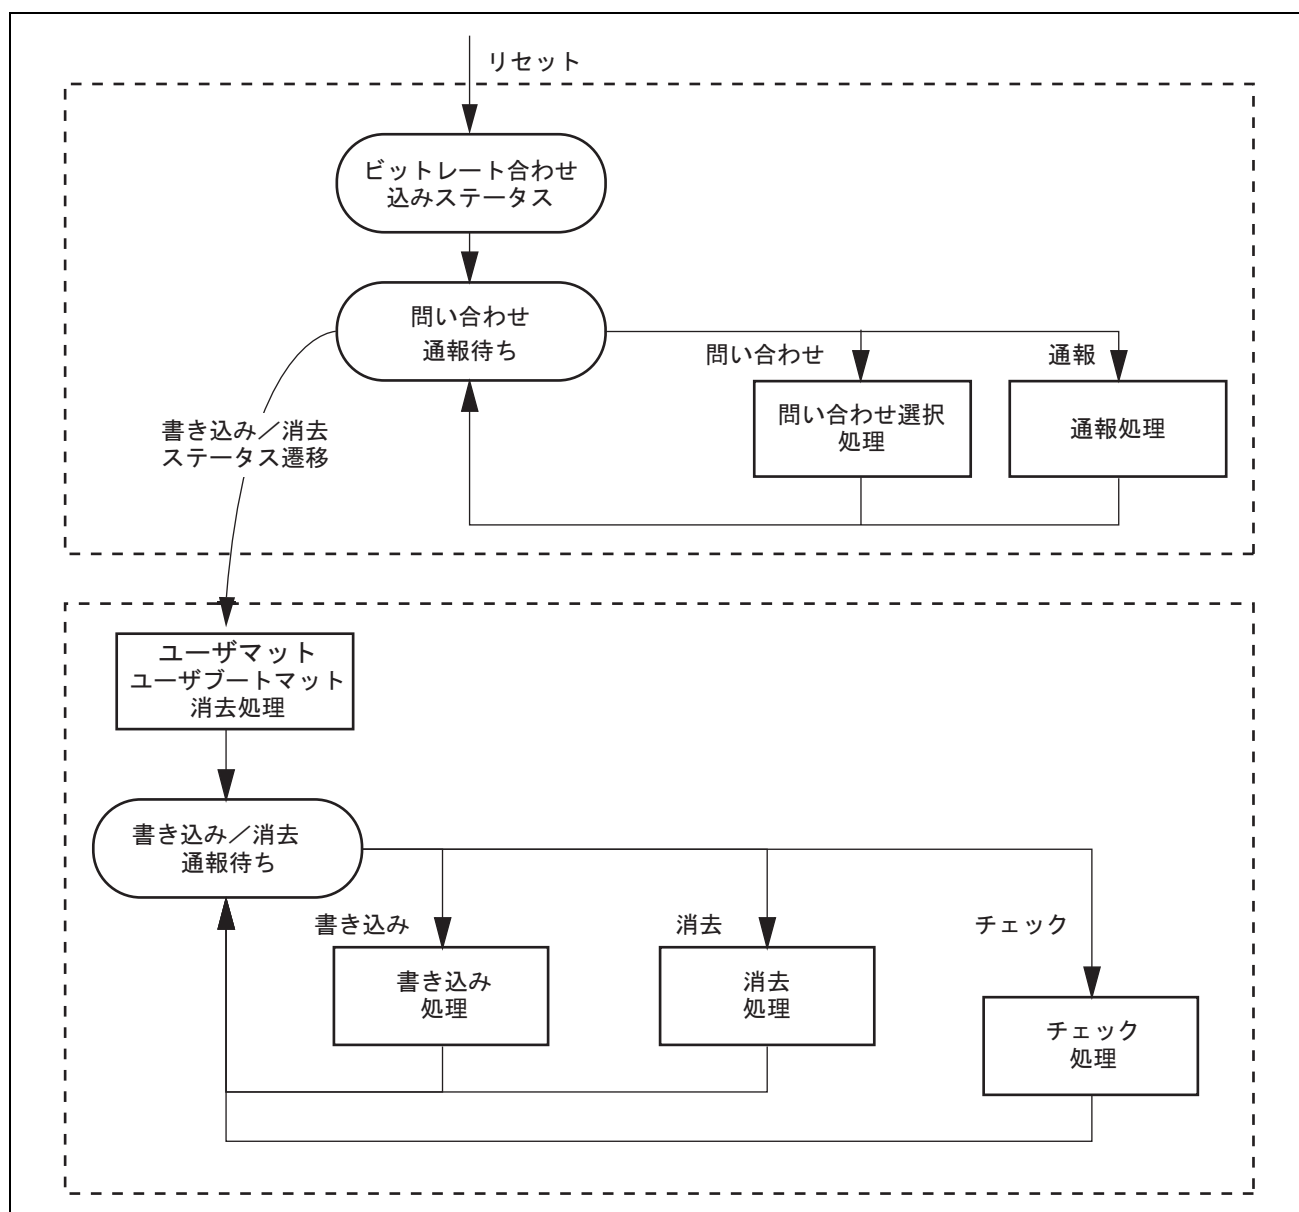 リセット
ビットレート合わせ
込みステータス
問い合わせ
通報待ち
問い合わせ
通報
問い合わせ選択
処理
通報処理
書き込み／消去
ステータス遷移
ユーザマット
ユーザブートマット
消去処理
書き込み／消去
通報待ち
書き込み
消去
チェック
書き込み
処理
消去
処理
チェック
処理